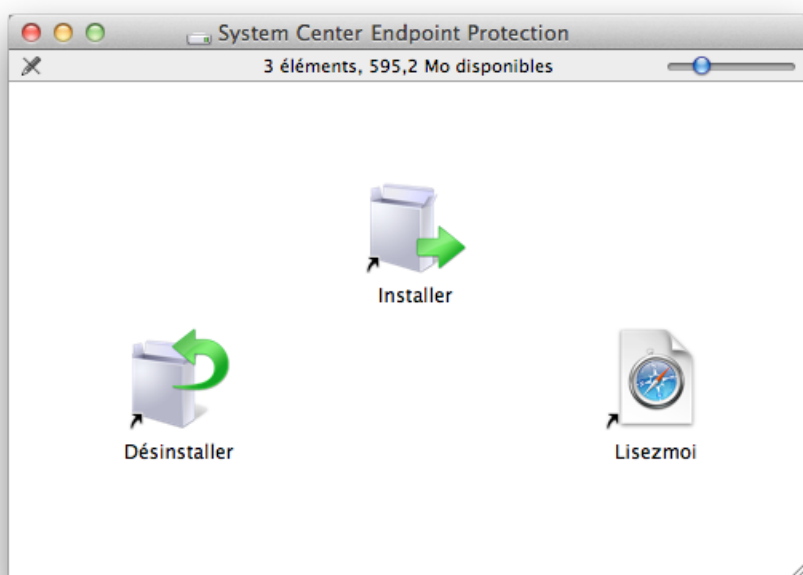 System Center Endpoint Protection
3 éléments, 595,2 Mo disponibles
Installer
Désinstaller
Lisezmoi